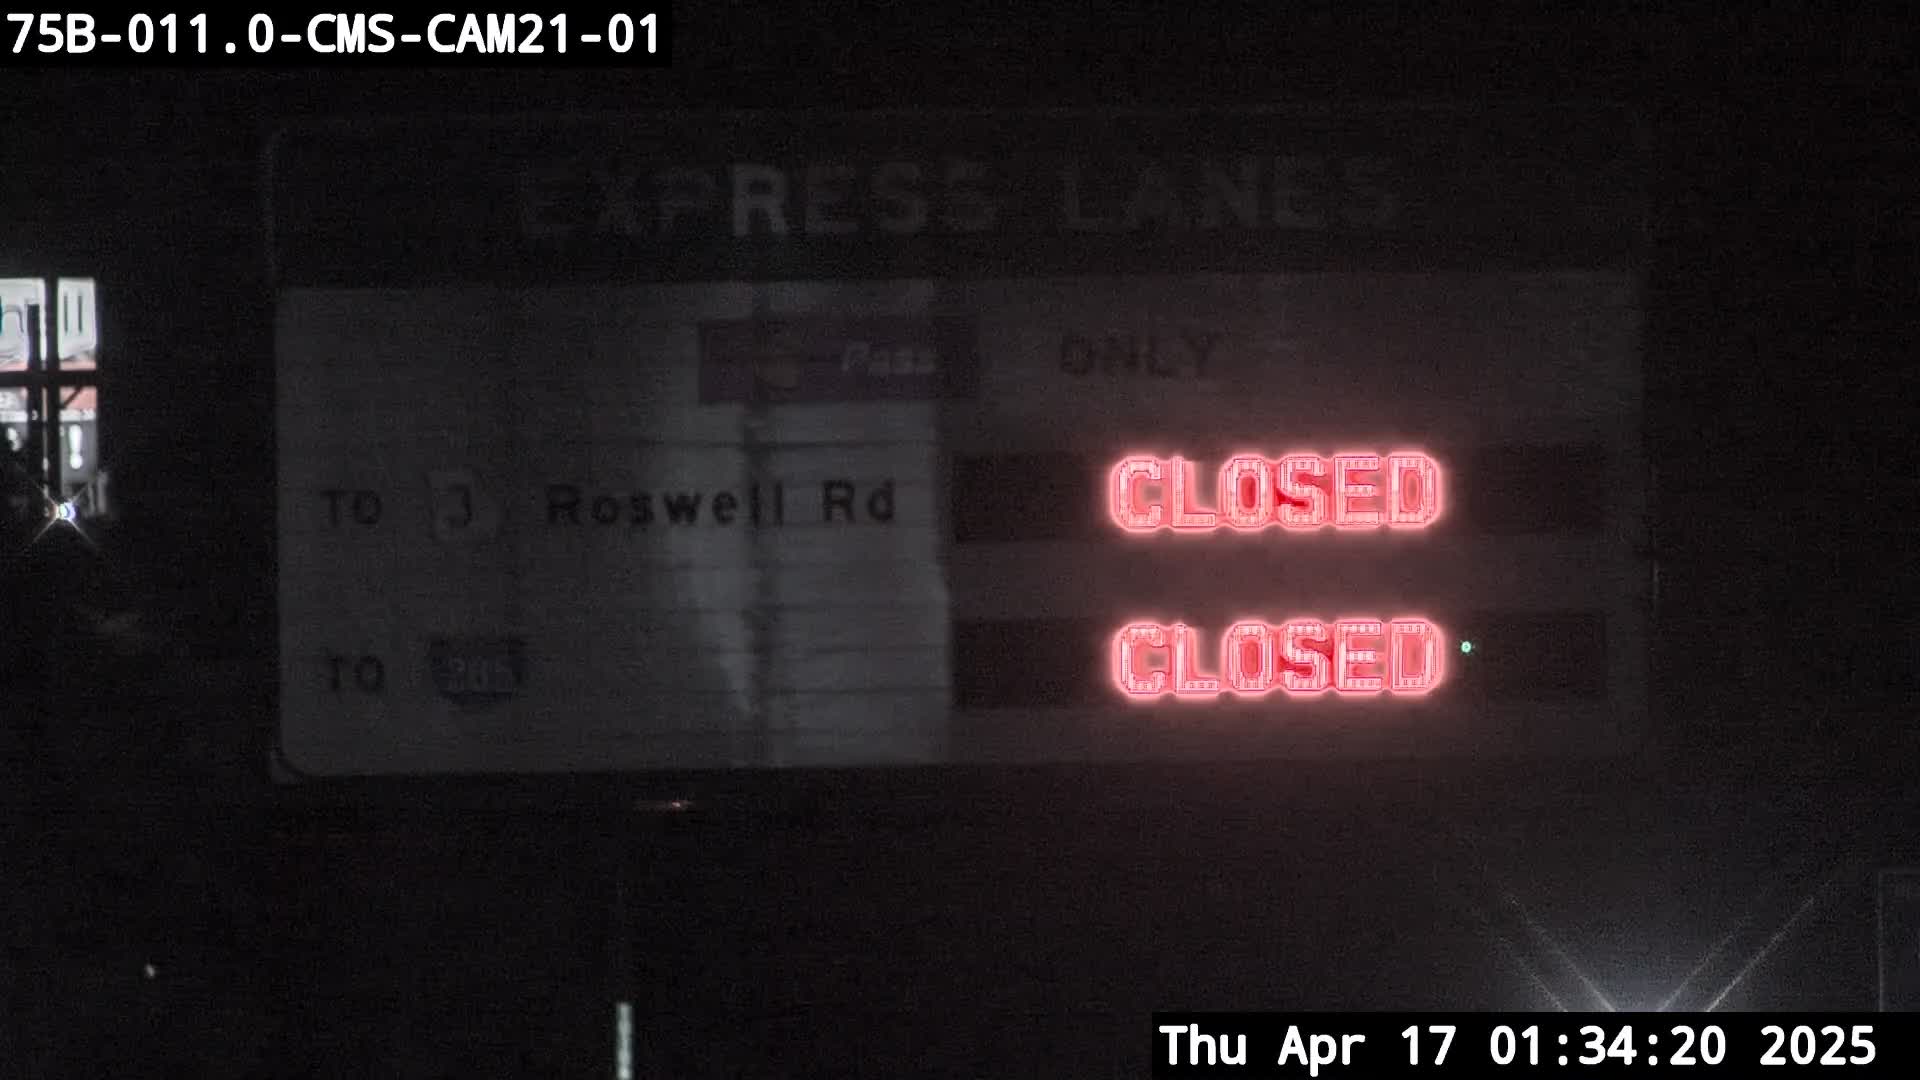 75B-011.0-CMS-CAM21-01
EXPRESS LANES
Pass ONLY
TO 3 Roswell Rd CLOSED
TO 285 CLOSED
Thu Apr 17 01:34:20 2025